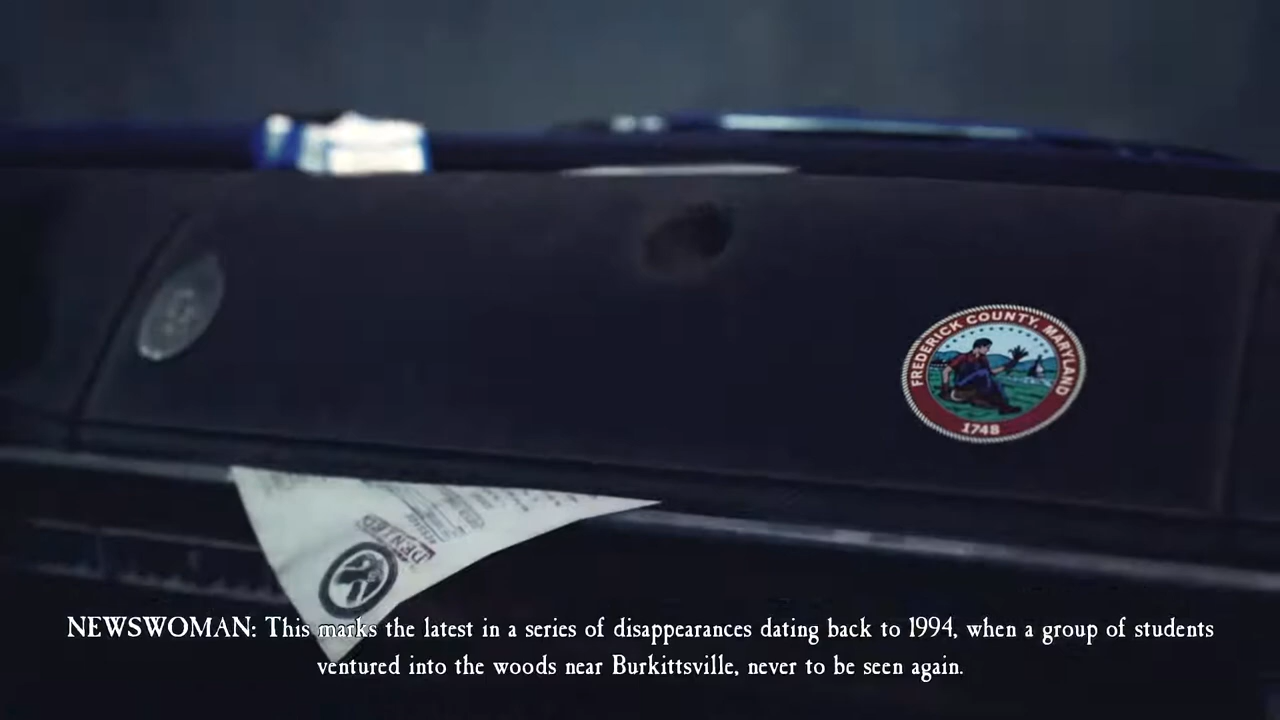 FREDERICK COUNTY, MARYLAND
1748
DENIED
NEWSWOMAN: This marks the latest in a series of disappearances dating back to 1994, when a group of students
ventured into the woods near Burkittsville, never to be seen again.